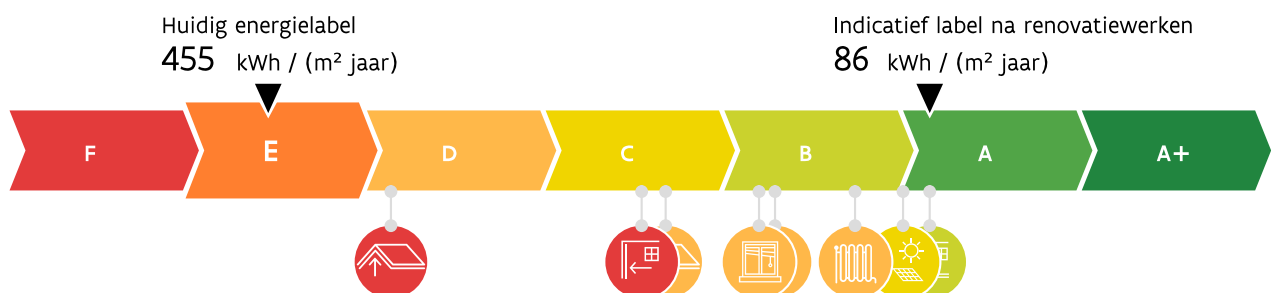 Huidig energielabel
455 kWh / (m² jaar)
Indicatief label na renovatiewerken
86 kWh / (m² jaar)
F E D C B A A+